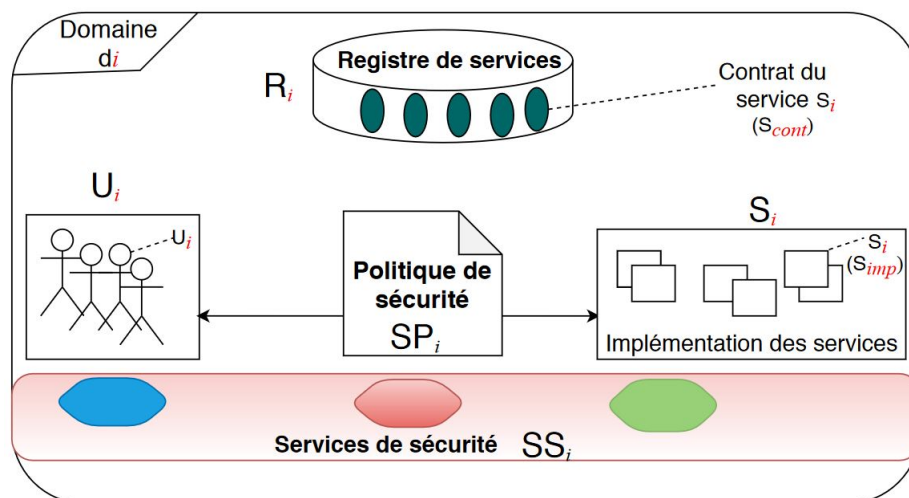 Domaine
di
Registre de services
Ri
Contrat du
service si
(Scont)
Ui
ui
Politique de
sécurité
SPi
Si
si
(Simp)
Implémentation des services
Services de sécurité SSi